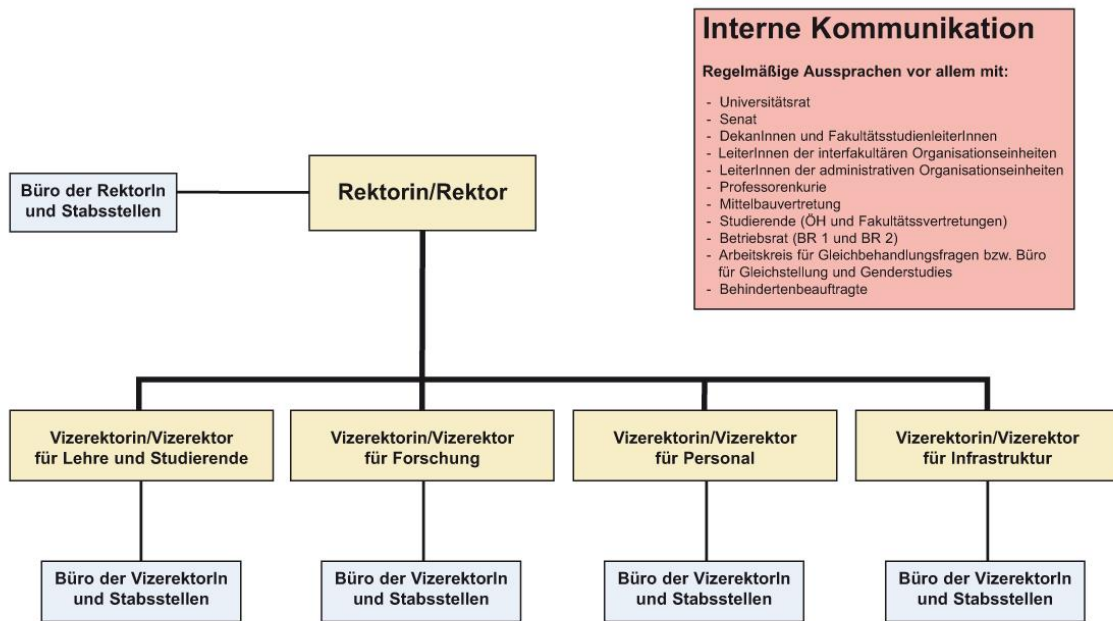 Interne Kommunikation
Regelmäßige Aussprachen vor allem mit:
- Universitätsrat
- Senat
- DekanInnen und FakultätsstudienleiterInnen
- LeiterInnen der interfakultären Organisationseinheiten
- LeiterInnen der administrativen Organisationseinheiten
- Professorenkurie
- Mittelbauvertretung
- Studierende (ÖH und Fakultätssvertretungen)
- Betriebsrat (BR 1 und BR 2)
- Arbeitskreis für Gleichbehandlungsfragen bzw. Büro
für Gleichstellung und Genderstudies
- Behindertenbeauftragte
Büro der RektorIn
und Stabsstellen
Rektorin/Rektor
Vizerektorin/Vizerektor
für Lehre und Studierende
Vizerektorin/Vizerektor
für Forschung
Vizerektorin/Vizerektor
für Personal
Vizerektorin/Vizerektor
für Infrastruktur
Büro der VizerektorIn
und Stabsstellen
Büro der VizerektorIn
und Stabsstellen
Büro der VizerektorIn
und Stabsstellen
Büro der VizerektorIn
und Stabsstellen